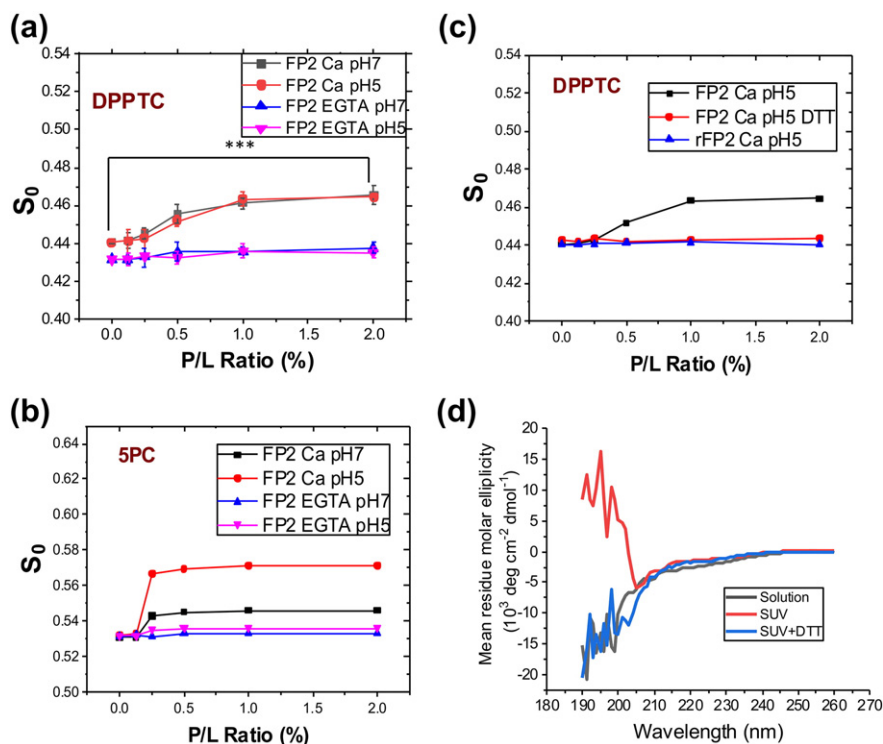 (a)
DPPTC
FP2 Ca pH7
FP2 Ca pH5
FP2 EGTA pH7
FP2 EGTA pH5
***
0.54
0.52
0.50
0.48
0.46
0.44
0.42
0.40
S0
0.0
0.5
1.0
1.5
2.0
P/L Ratio (%)
(c)
DPPTC
FP2 Ca pH5
FP2 Ca pH5 DTT
rFP2 Ca pH5
0.54
0.52
0.50
0.48
0.46
0.44
0.42
0.40
S0
0.0
0.5
1.0
1.5
2.0
P/L Ratio (%)
(b)
5PC
FP2 Ca pH7
FP2 Ca pH5
FP2 EGTA pH7
FP2 EGTA pH5
0.64
0.62
0.60
0.58
0.56
0.54
0.52
0.50
S0
0.0
0.5
1.0
1.5
2.0
P/L Ratio (%)
(d)
Mean residue molar ellipicity
(10³ deg cm⁻² dmol⁻¹)
20
15
10
5
0
-5
-10
-15
-20
Solution
SUV
SUV+DTT
180 190 200 210 220 230 240 250 260 270
Wavelength (nm)